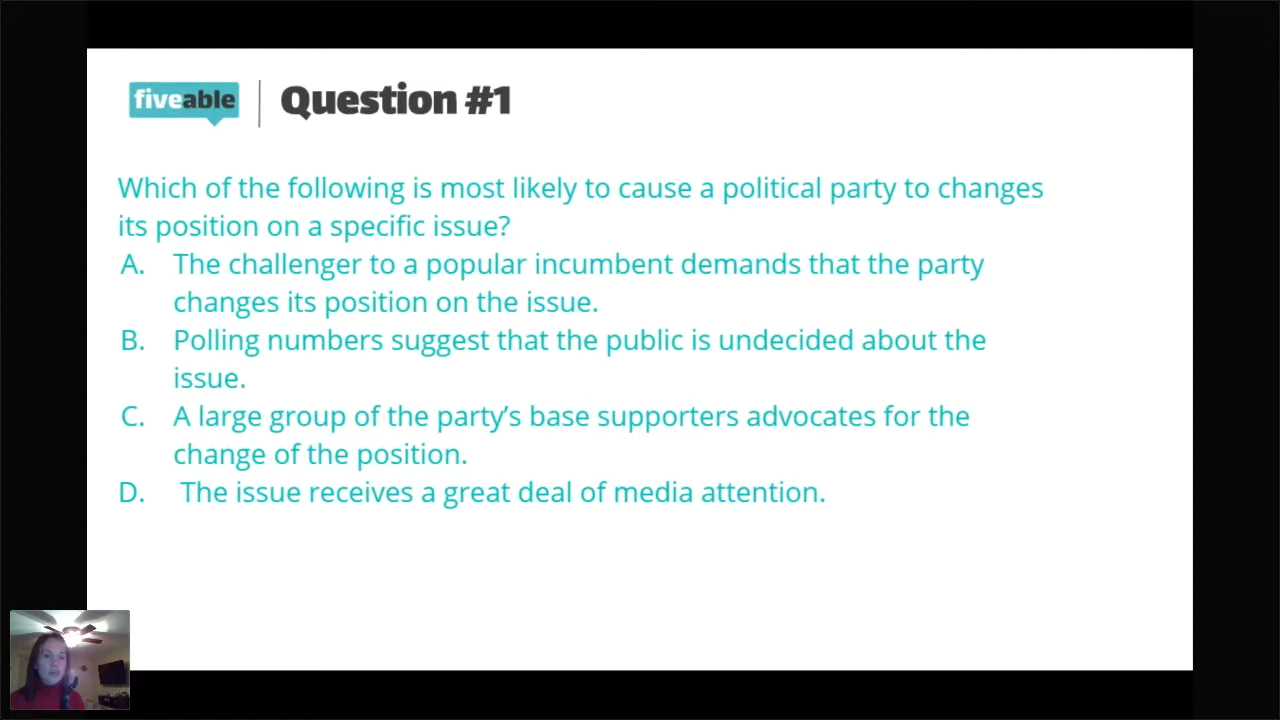 fiveable Question #1
Which of the following is most likely to cause a political party to changes
its position on a specific issue?
A. The challenger to a popular incumbent demands that the party
changes its position on the issue.
B. Polling numbers suggest that the public is undecided about the
issue.
C. A large group of the party's base supporters advocates for the
change of the position.
D. The issue receives a great deal of media attention.